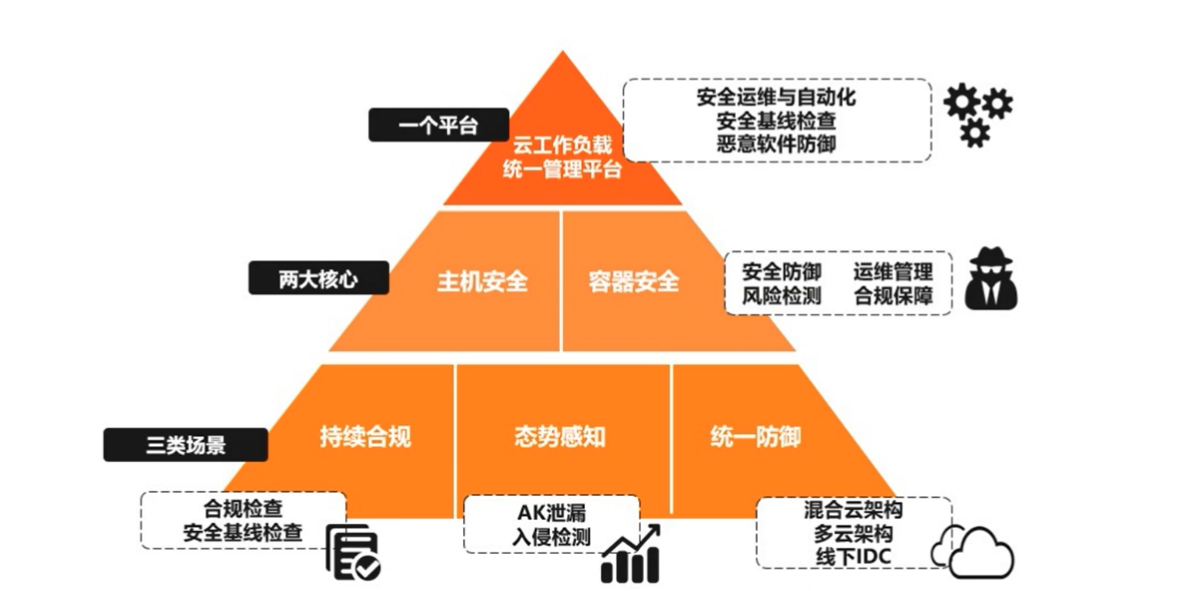 一个平台
云工作负载
统一管理平台
安全运维与自动化
安全基线检查
恶意软件防御
两大核心
主机安全
容器安全
安全防御 运维管理
风险检测 合规保障
三类场景
持续合规
态势感知
统一防御
合规检查
安全基线检查
AK泄漏
入侵检测
混合云架构
多云架构
线下IDC